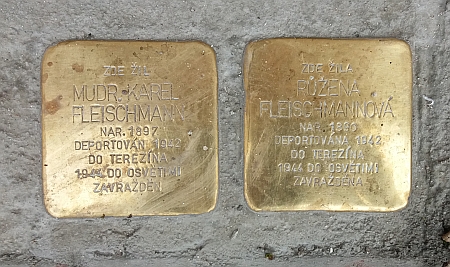 ZDE ŽIL
MUDR. KAREL
FLEISCHMANN
NAR. 1897
DEPORTOVÁN 1942
DO TEREZÍNA
1944 DO OSVĚTIMI
ZAVRAŽDĚN
ZDE ŽILA
RŮŽENA
FLEISCHMANNOVÁ
NAR.
DEPORTOVÁNA 1942
DO TEREZÍNA
1944 DO OSVĚTIMI
ZAVRAŽDĚNA